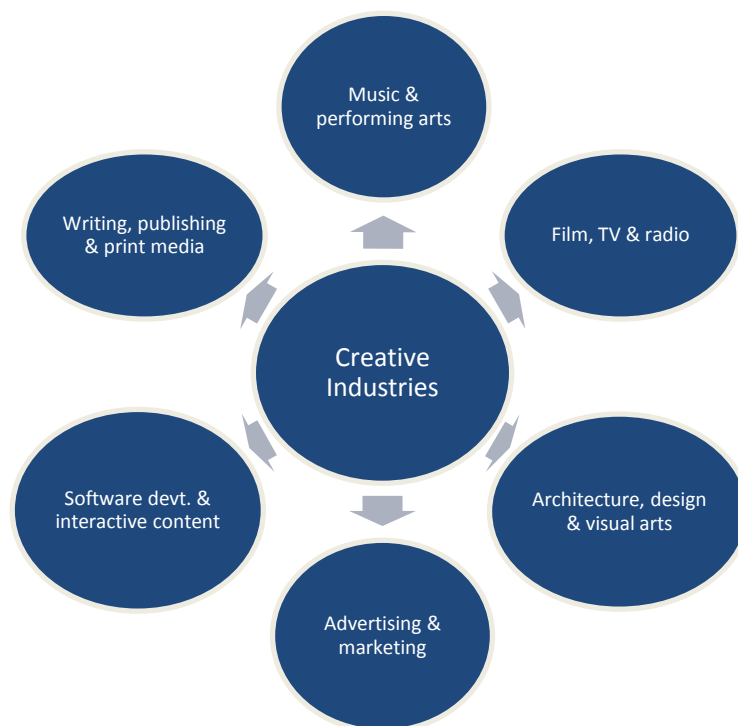 Music &
performing arts
Writing, publishing
& print media
Film, TV & radio
Creative
Industries
Software devt. &
interactive content
Architecture, design
& visual arts
Advertising &
marketing